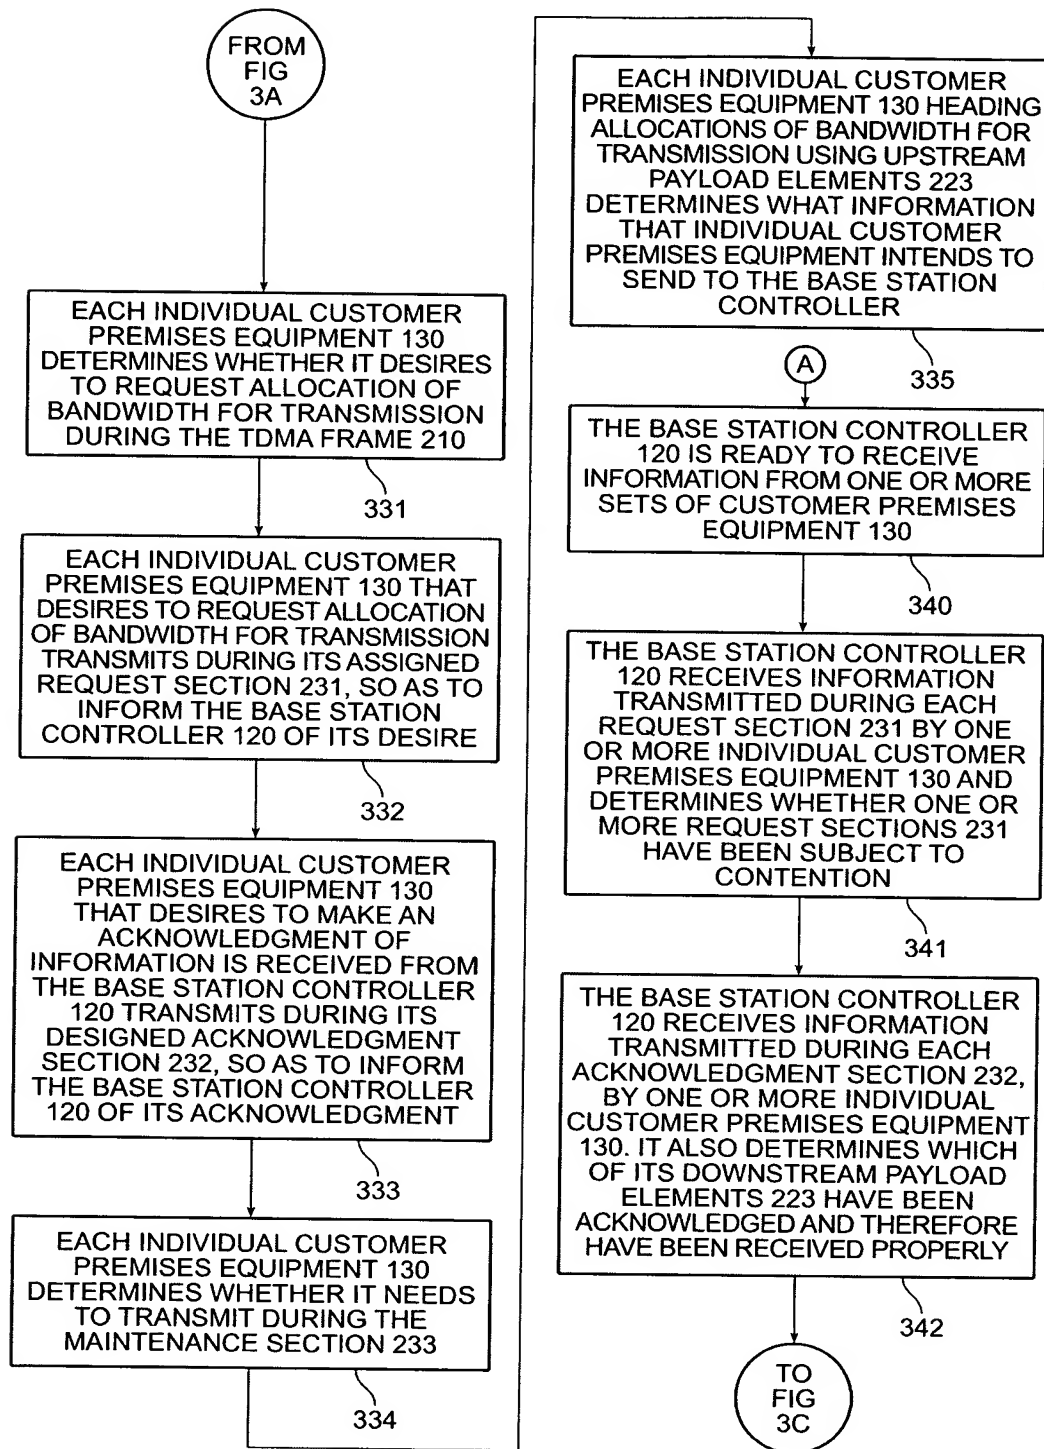 FROM
FIG
3A
EACH INDIVIDUAL CUSTOMER
PREMISES EQUIPMENT 130
DETERMINES WHETHER IT DESIRES
TO REQUEST ALLOCATION OF
BANDWIDTH FOR TRANSMISSION
DURING THE TDMA FRAME 210
331
EACH INDIVIDUAL CUSTOMER
PREMISES EQUIPMENT 130 THAT
DESIRES TO REQUEST ALLOCATION
OF BANDWIDTH FOR TRANSMISSION
TRANSMITS DURING ITS ASSIGNED
REQUEST SECTION 231, SO AS TO
INFORM THE BASE STATION
CONTROLLER 120 OF ITS DESIRE
332
EACH INDIVIDUAL CUSTOMER
PREMISES EQUIPMENT 130
THAT DESIRES TO MAKE AN
ACKNOWLEDGMENT OF
INFORMATION IS RECEIVED FROM
THE BASE STATION CONTROLLER
120 TRANSMITS DURING ITS
DESIGNED ACKNOWLEDGMENT
SECTION 232, SO AS TO INFORM
THE BASE STATION CONTROLLER
120 OF ITS ACKNOWLEDGMENT
333
EACH INDIVIDUAL CUSTOMER
PREMISES EQUIPMENT 130
DETERMINES WHETHER IT NEEDS
TO TRANSMIT DURING THE
MAINTENANCE SECTION 233
334
EACH INDIVIDUAL CUSTOMER
PREMISES EQUIPMENT 130 HEADING
ALLOCATIONS OF BANDWIDTH FOR
TRANSMISSION USING UPSTREAM
PAYLOAD ELEMENTS 223
DETERMINES WHAT INFORMATION
THAT INDIVIDUAL CUSTOMER
PREMISES EQUIPMENT INTENDS TO
SEND TO THE BASE STATION
CONTROLLER
335
A
THE BASE STATION CONTROLLER
120 IS READY TO RECEIVE
INFORMATION FROM ONE OR MORE
SETS OF CUSTOMER PREMISES
EQUIPMENT 130
340
THE BASE STATION CONTROLLER
120 RECEIVES INFORMATION
TRANSMITTED DURING EACH
REQUEST SECTION 231 BY ONE
OR MORE INDIVIDUAL CUSTOMER
PREMISES EQUIPMENT 130 AND
DETERMINES WHETHER ONE OR
MORE REQUEST SECTIONS 231
HAVE BEEN SUBJECT TO
CONTENTION
341
THE BASE STATION CONTROLLER
120 RECEIVES INFORMATION
TRANSMITTED DURING EACH
ACKNOWLEDGMENT SECTION 232,
BY ONE OR MORE INDIVIDUAL
CUSTOMER PREMISES EQUIPMENT
130. IT ALSO DETERMINES WHICH
OF ITS DOWNSTREAM PAYLOAD
ELEMENTS 223 HAVE BEEN
ACKNOWLEDGED AND THEREFORE
HAVE BEEN RECEIVED PROPERLY
342
TO
FIG
3C